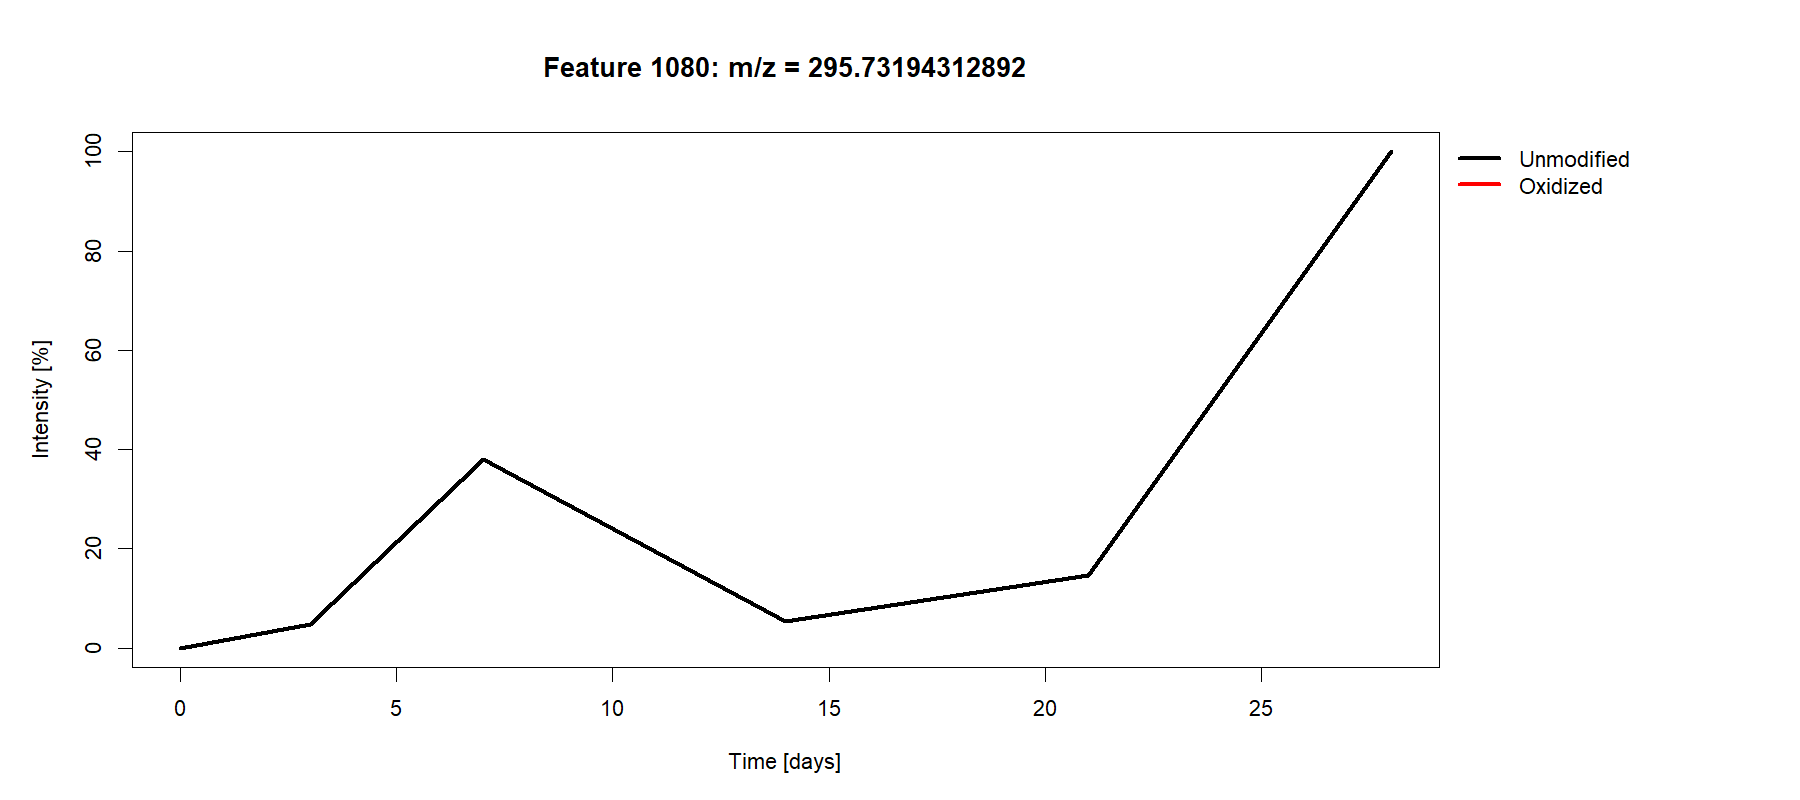 Feature 1080: m/z = 295.73194312892
Unmodified
Oxidized
100
80
60
40
20
0
Intensity [%]
0 5 10 15 20 25
Time [days]